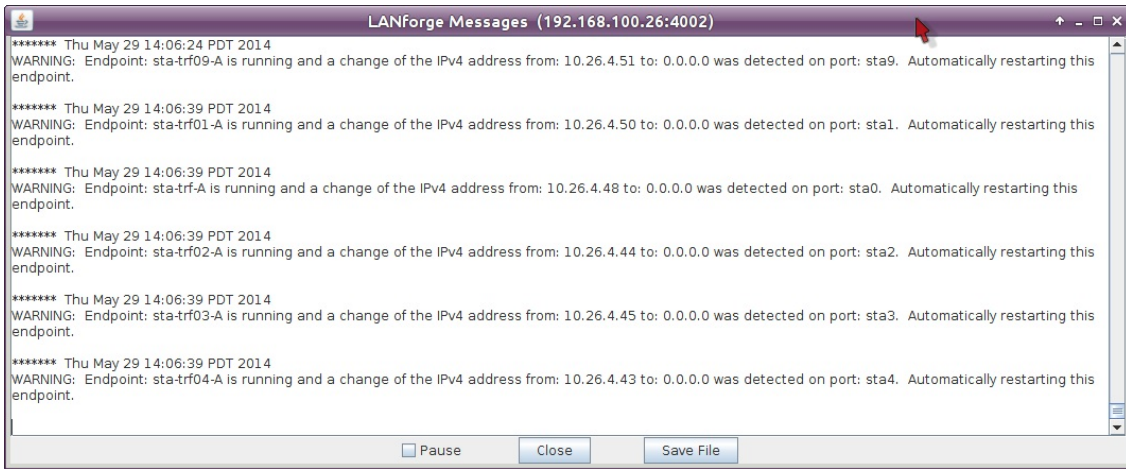 LANforge Messages (192.168.100.26:4002)
******* Thu May 29 14:06:24 PDT 2014
WARNING: Endpoint: sta-trf09-A is running and a change of the IPv4 address from: 10.26.4.51 to: 0.0.0.0 was detected on port: sta9. Automatically restarting this
endpoint.
******* Thu May 29 14:06:39 PDT 2014
WARNING: Endpoint: sta-trf01-A is running and a change of the IPv4 address from: 10.26.4.50 to: 0.0.0.0 was detected on port: sta1. Automatically restarting this
endpoint.
******* Thu May 29 14:06:39 PDT 2014
WARNING: Endpoint: sta-trf-A is running and a change of the IPv4 address from: 10.26.4.48 to: 0.0.0.0 was detected on port: sta0. Automatically restarting this
endpoint.
******* Thu May 29 14:06:39 PDT 2014
WARNING: Endpoint: sta-trf02-A is running and a change of the IPv4 address from: 10.26.4.44 to: 0.0.0.0 was detected on port: sta2. Automatically restarting this
endpoint.
******* Thu May 29 14:06:39 PDT 2014
WARNING: Endpoint: sta-trf03-A is running and a change of the IPv4 address from: 10.26.4.45 to: 0.0.0.0 was detected on port: sta3. Automatically restarting this
endpoint.
******* Thu May 29 14:06:39 PDT 2014
WARNING: Endpoint: sta-trf04-A is running and a change of the IPv4 address from: 10.26.4.43 to: 0.0.0.0 was detected on port: sta4. Automatically restarting this
endpoint.
Pause Close Save File